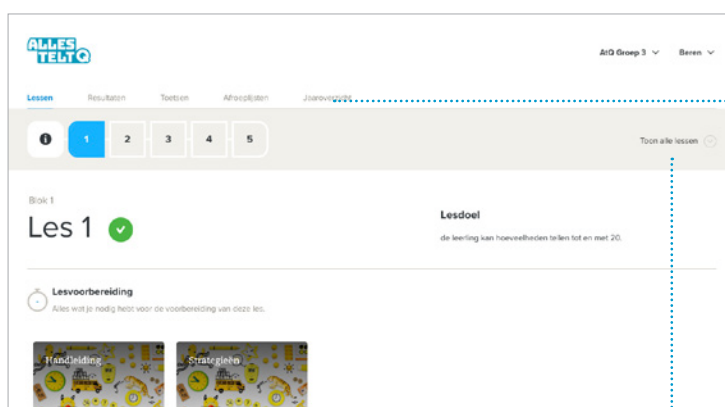 ALLES
TELT Q
AtQ Groep 3 Beren
Lessen Resultaten Toetsen Afroeplijsten Jaaroverzicht
i 1 2 3 4 5 Toon alle lessen
Blok 1
Les 1
Lesdoel
de leerling kan hoeveelheden tellen tot en met 20.
Lesvoorbereiding
Alles wat je nodig hebt voor de voorbereiding van deze les.
Handleiding Strategieën